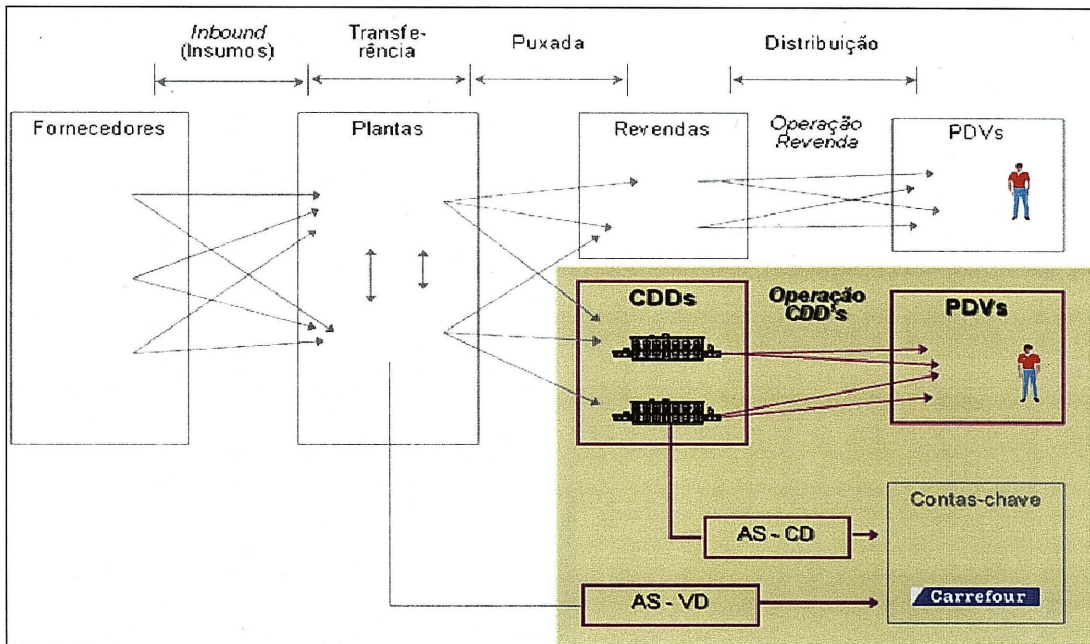 Inbound
(Insumos)
Transfe-
rência
Puxada
Distribuição
Fornecedores
Plantas
Revendas
Operação
Revenda
PDVs
CDDs
Operação
CDD's
PDVs
Contas-chave
AS - CD
AS - VD
Carrefour